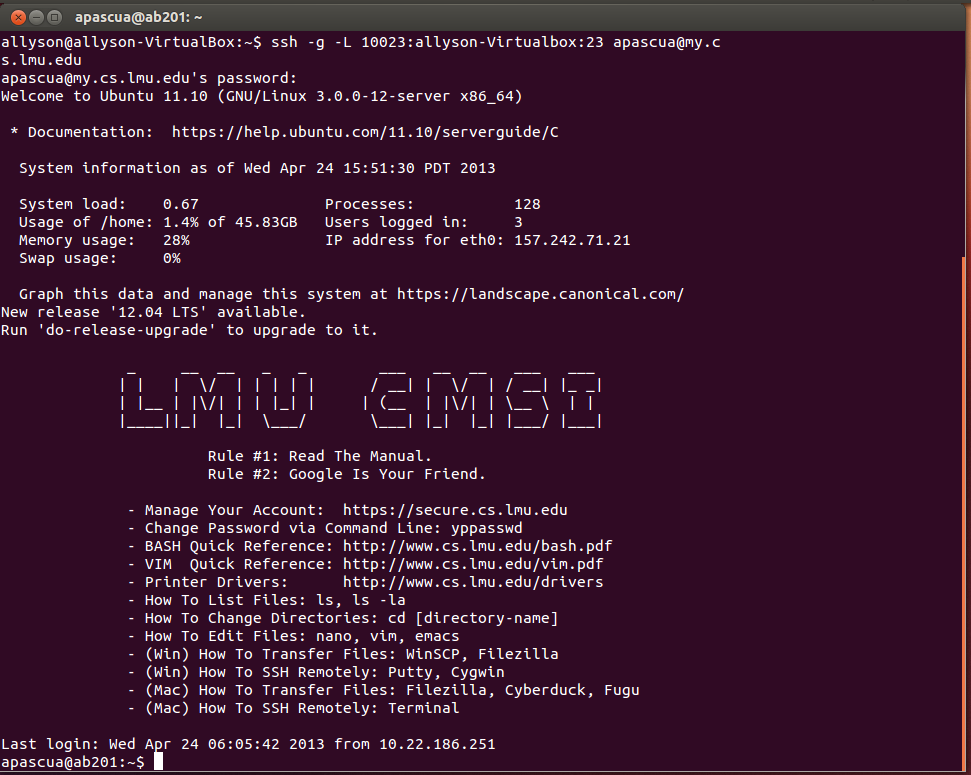 apascua@ab201: ~
allyson@allyson-VirtualBox:~$ ssh -g -L 10023:allyson-Virtualbox:23 apascua@my.c
s.lmu.edu
apascua@my.cs.lmu.edu's password:
Welcome to Ubuntu 11.10 (GNU/Linux 3.0.0-12-server x86_64)
* Documentation:  https://help.ubuntu.com/11.10/serverguide/C
System information as of Wed Apr 24 15:51:30 PDT 2013
System load:    0.67              Processes:           128
Usage of /home: 1.4% of 45.83GB   Users logged in:     3
Memory usage:   28%               IP address for eth0: 157.242.71.21
Swap usage:     0%
Graph this data and manage this system at https://landscape.canonical.com/
New release '12.04 LTS' available.
Run 'do-release-upgrade' to upgrade to it.
LMU CMSI
Rule #1: Read The Manual.
Rule #2: Google Is Your Friend.
- Manage Your Account:  https://secure.cs.lmu.edu
- Change Password via Command Line: yppasswd
- BASH Quick Reference: http://www.cs.lmu.edu/bash.pdf
- VIM  Quick Reference: http://www.cs.lmu.edu/vim.pdf
- Printer Drivers:      http://www.cs.lmu.edu/drivers
- How To List Files: ls, ls -la
- How To Change Directories: cd [directory-name]
- How To Edit Files: nano, vim, emacs
- (Win) How To Transfer Files: WinSCP, Filezilla
- (Win) How To SSH Remotely: Putty, Cygwin
- (Mac) How To Transfer Files: Filezilla, Cyberduck, Fugu
- (Mac) How To SSH Remotely: Terminal
Last login: Wed Apr 24 06:05:42 2013 from 10.22.186.251
apascua@ab201:~$